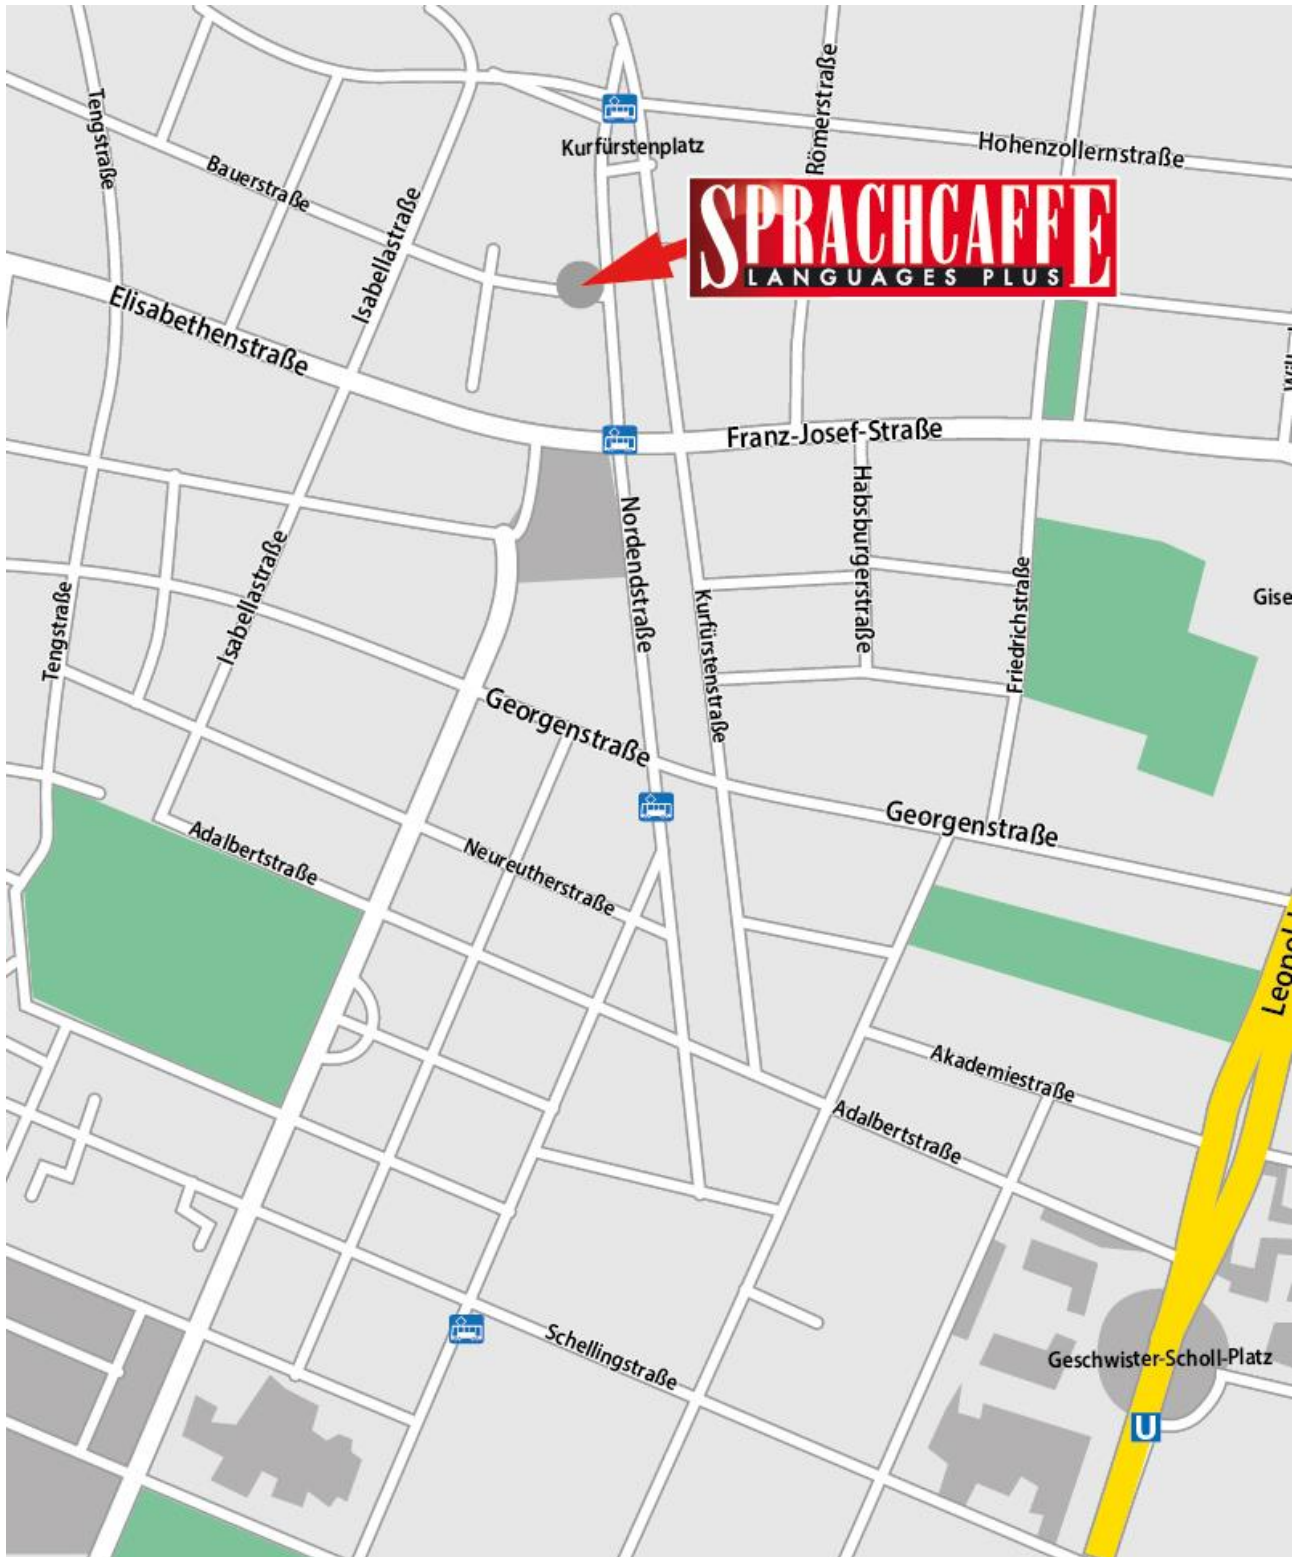 Tengstraße
Römerstraße
Kurfürstenplatz
Hohenzollernstraße
Bauerstraße
Isabellastraße
SPRACHCAFFE
LANGUAGES PLUS
Elisabethenstraße
Franz-Josef-Straße
Habsburgerstraße
Nordendstraße
Isabellastraße
Friedrichstraße
Tengstraße
Kurfürstenstraße
Gise
Georgenstraße
Georgenstraße
Adalbertstraße
Neureutherstraße
Akademiestraße
Adalbertstraße
Schellingstraße
Geschwister-Scholl-Platz
U